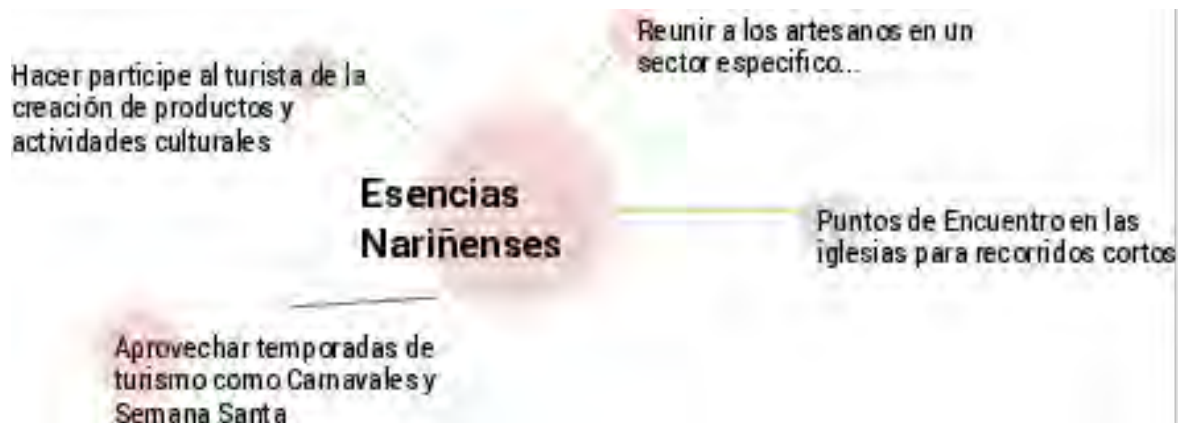 Reunir a los artesanos en un
sector especifico...
Hacer partícipe al turista de la
creación de productos y
actividades culturales
Esencias
Nariñenses
Puntos de Encuentro en las
iglesias para recorridos cortos
Aprovechar temporadas de
turismo como Carnavales y
Semana Santa